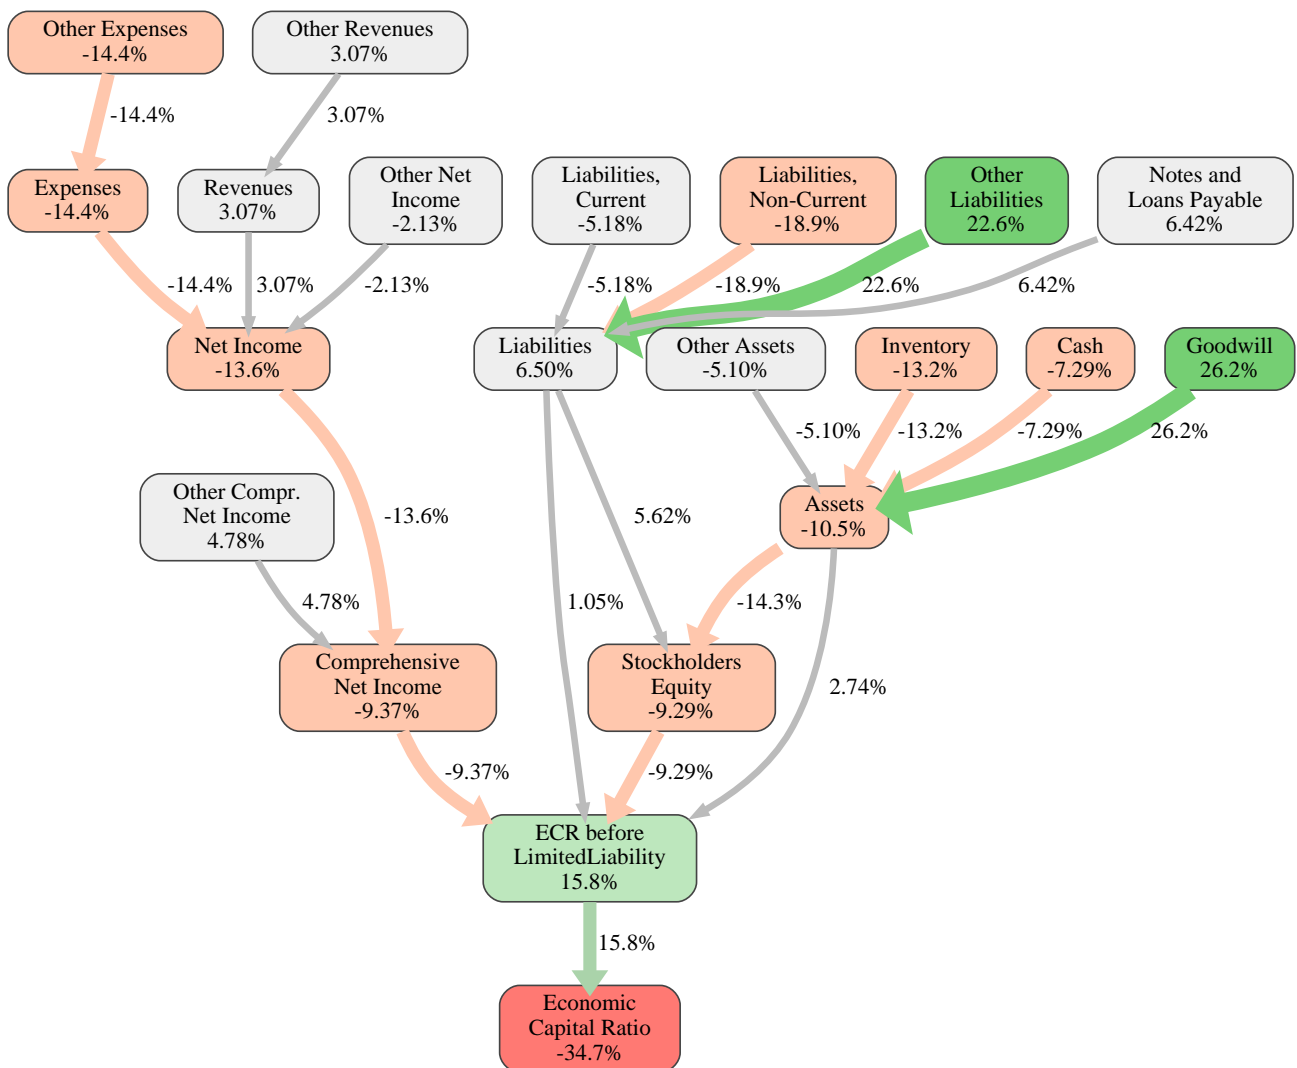 Other Expenses
-14.4%
Other Revenues
3.07%
-14.4%
3.07%
Expenses
-14.4%
Revenues
3.07%
Other Net
Income
-2.13%
Liabilities,
Current
-5.18%
Liabilities,
Non-Current
-18.9%
Other
Liabilities
22.6%
Notes and
Loans Payable
6.42%
-14.4%
3.07%
-2.13%
-5.18%
-18.9%
22.6%
6.42%
Net Income
-13.6%
Liabilities
6.50%
Other Assets
-5.10%
Inventory
-13.2%
Cash
-7.29%
Goodwill
26.2%
-5.10%
-13.2%
-7.29%
26.2%
Other Compr.
Net Income
4.78%
-13.6%
5.62%
Assets
-10.5%
4.78%
1.05%
-14.3%
2.74%
Comprehensive
Net Income
-9.37%
Stockholders
Equity
-9.29%
-9.37%
-9.29%
ECR before
LimitedLiability
15.8%
15.8%
Economic
Capital Ratio
-34.7%